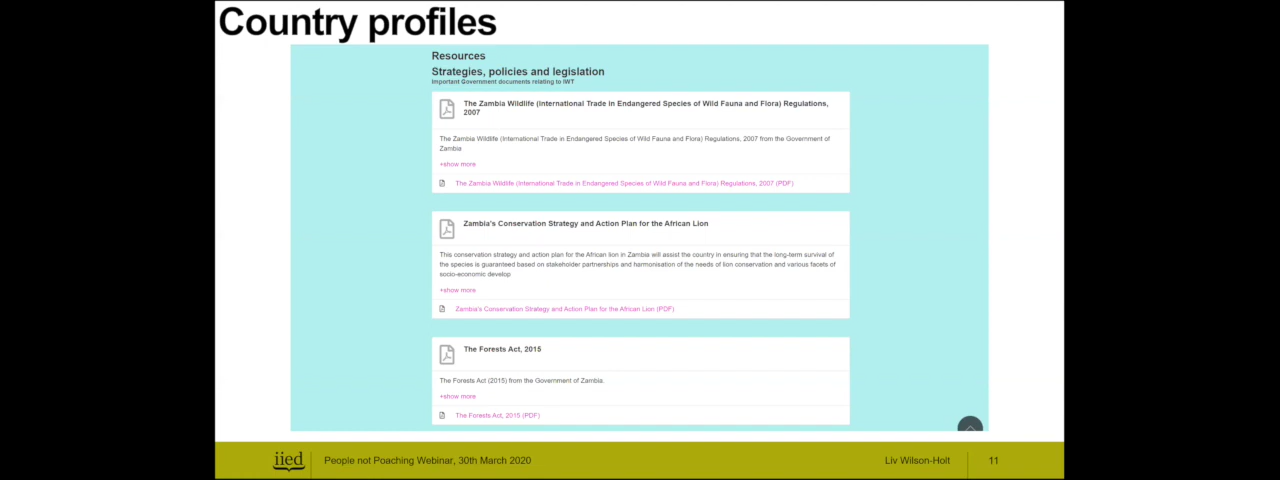 Country profiles
Resources
Strategies, policies and legislation
Important Government documents relating to IWT
The Zambia Wildlife (International Trade in Endangered Species of Wild Fauna and Flora) Regulations,
2007
The Zambia Wildlife (International Trade in Endangered Species of Wild Fauna and Flora) Regulations, 2007 from the Government of
Zambia
+show more
The Zambia Wildlife (International Trade in Endangered Species of Wild Fauna and Flora) Regulations, 2007 (PDF)
Zambia's Conservation Strategy and Action Plan for the African Lion
This conservation strategy and action plan for the African lion in Zambia will assist the country in ensuring that the long-term survival of
the species is guaranteed based on stakeholder partnerships and harmonisation of the needs of lion conservation and various facets of
socio-economic develop
+show more
Zambia's Conservation Strategy and Action Plan for the African Lion (PDF)
The Forests Act, 2015
The Forests Act (2015) from the Government of Zambia.
+show more
The Forests Act, 2015 (PDF)
iied People not Poaching Webinar, 30th March 2020 Liv Wilson-Holt 11